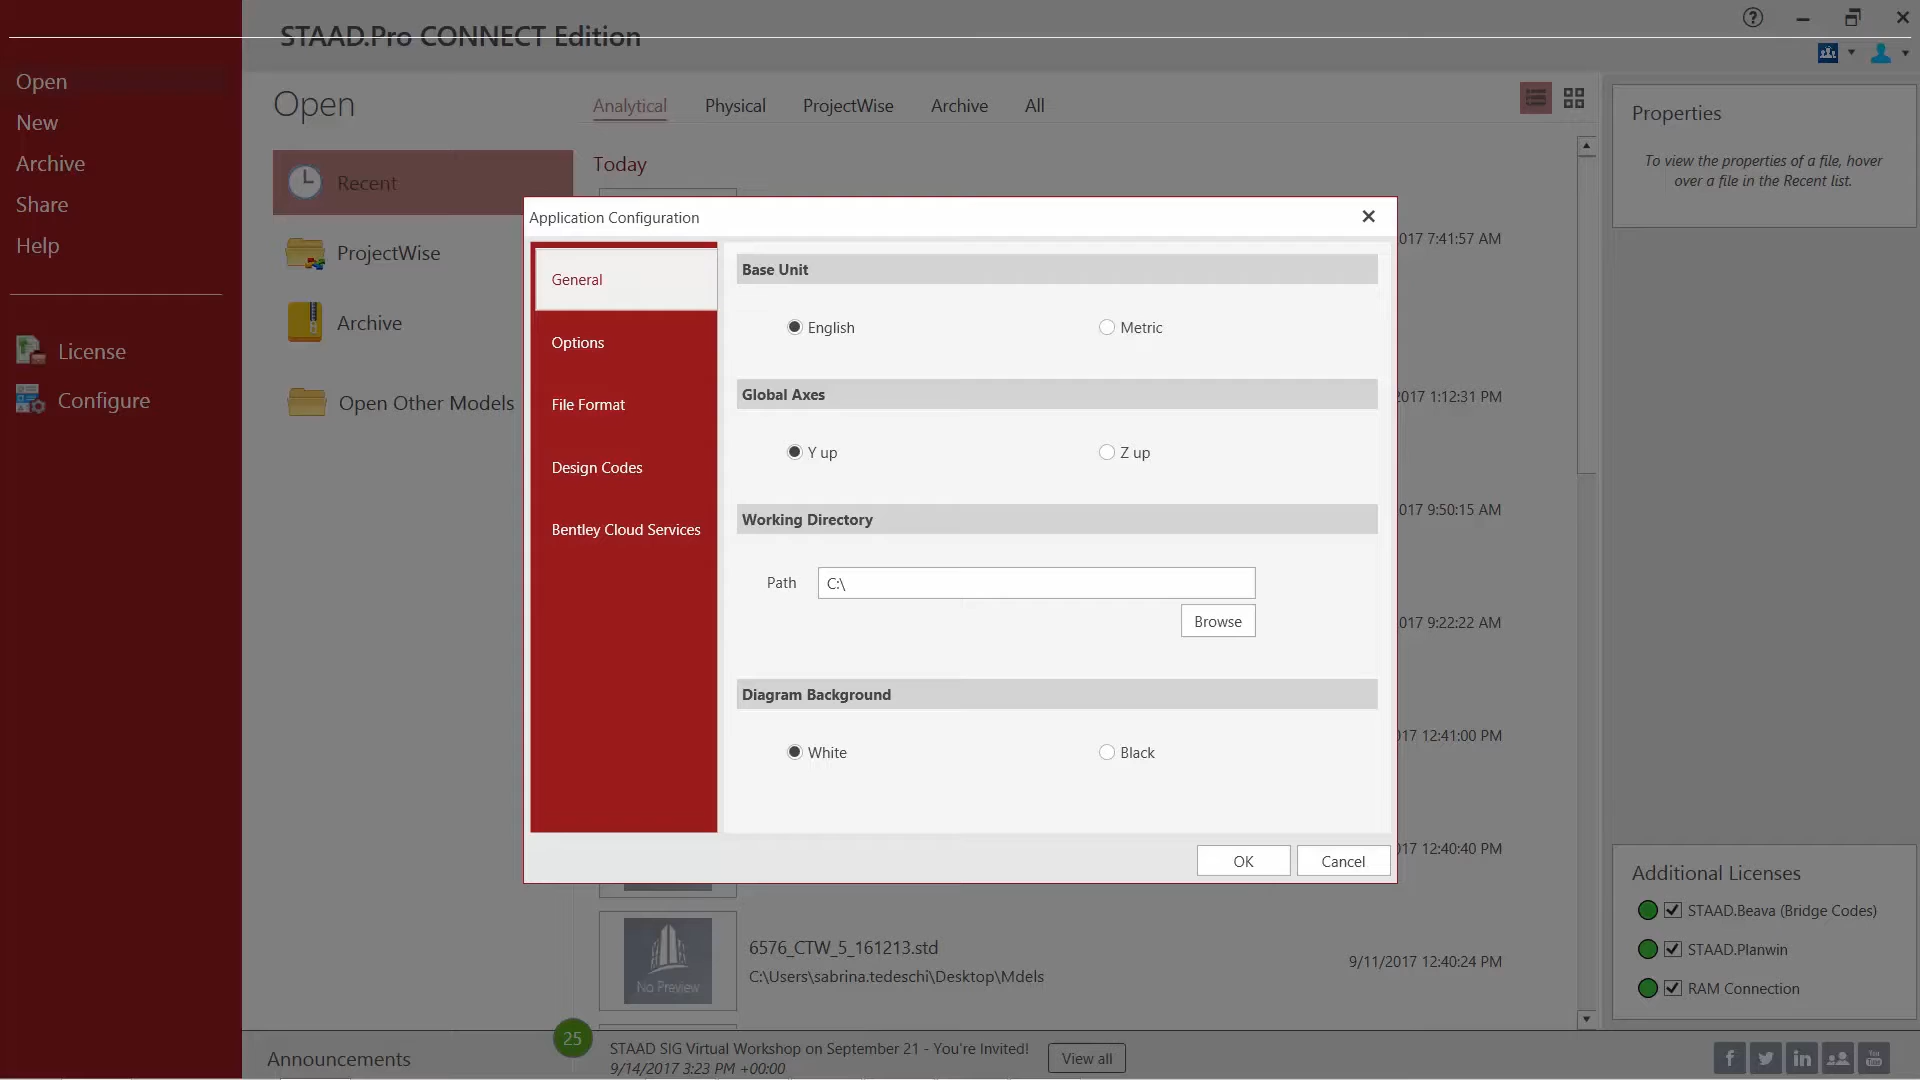 STAAD.Pro CONNECT Edition
Open
New
Archive
Share
Help
License
Configure
Open
Analytical
Physical
ProjectWise
Archive
All
Recent
ProjectWise
Archive
Open Other Models
Today
017 7:41:57 AM
017 1:12:31 PM
017 9:50:15 AM
017 9:22:22 AM
017 12:41:00 PM
017 12:40:40 PM
Application Configuration
General
Options
File Format
Design Codes
Bentley Cloud Services
Base Unit
English
Metric
Global Axes
Y up
Z up
Working Directory
Path
C:\
Browse
Diagram Background
White
Black
OK
Cancel
No Preview
6576_CTW_5_161213.std
C:\Users\sabrina.tedeschi\Desktop\Mdels
9/11/2017 12:40:24 PM
Properties
To view the properties of a file, hover
over a file in the Recent list.
Additional Licenses
STAAD.Beava (Bridge Codes)
STAAD.Planwin
RAM Connection
Announcements
25
STAAD SIG Virtual Workshop on September 21 - You're Invited!
9/14/2017 3:23 PM +00:00
View all